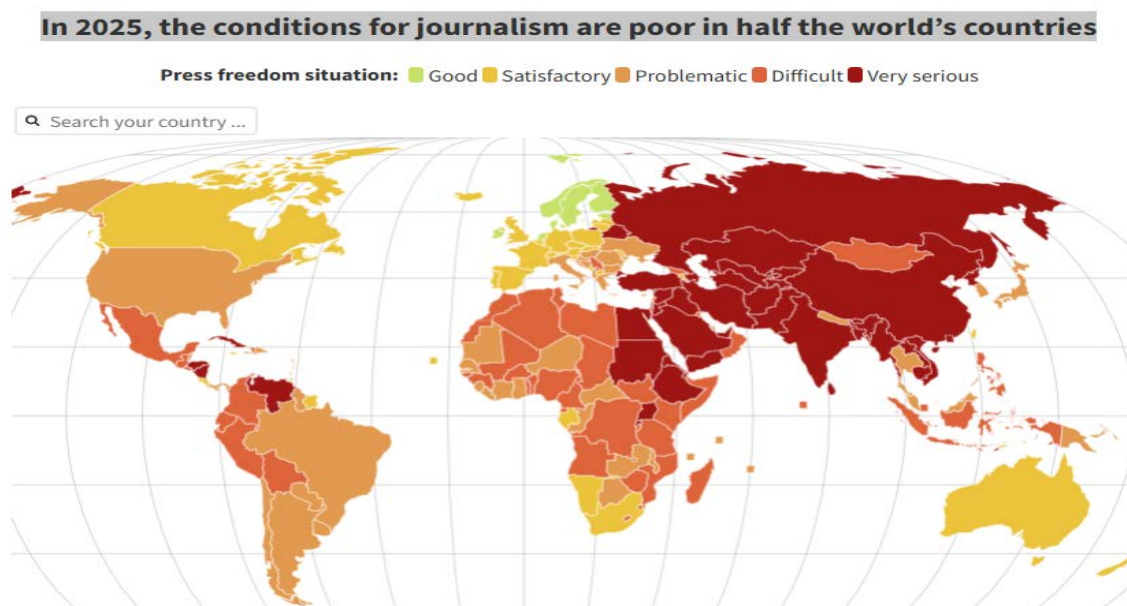 In 2025, the conditions for journalism are poor in half the world’s countries
Press freedom situation: Good Satisfactory Problematic Difficult Very serious
Search your country ...